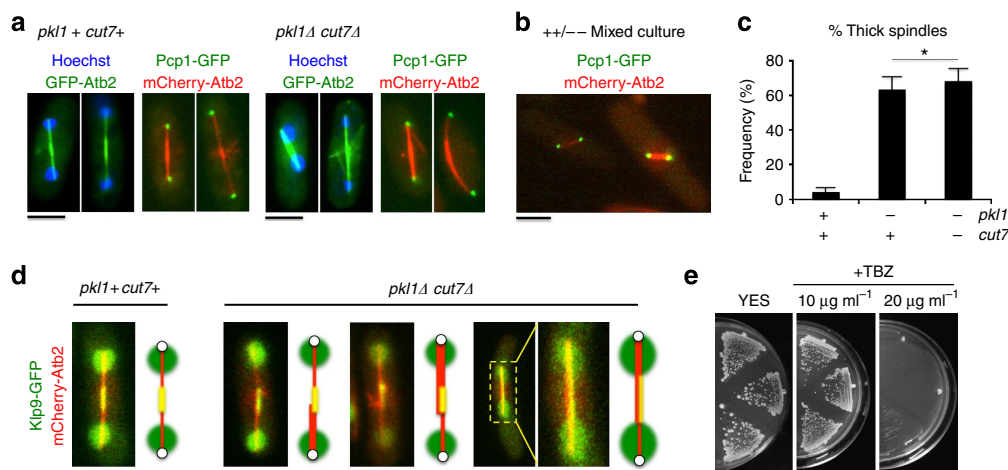 a
pkl1 + cut7+
pkl1Δ cut7Δ
Hoechst
GFP-Atb2
Pcp1-GFP
mCherry-Atb2
Hoechst
GFP-Atb2
Pcp1-GFP
mCherry-Atb2
b
++/−− Mixed culture
Pcp1-GFP
mCherry-Atb2
c
% Thick spindles
*
Frequency (%)
80
60
40
20
0
+ − − pkl1
+ + − cut7
d
pkl1+ cut7+
pkl1Δ cut7Δ
Klp9-GFP
mCherry-Atb2
e
+TBZ
YES 10 μg ml⁻¹ 20 μg ml⁻¹